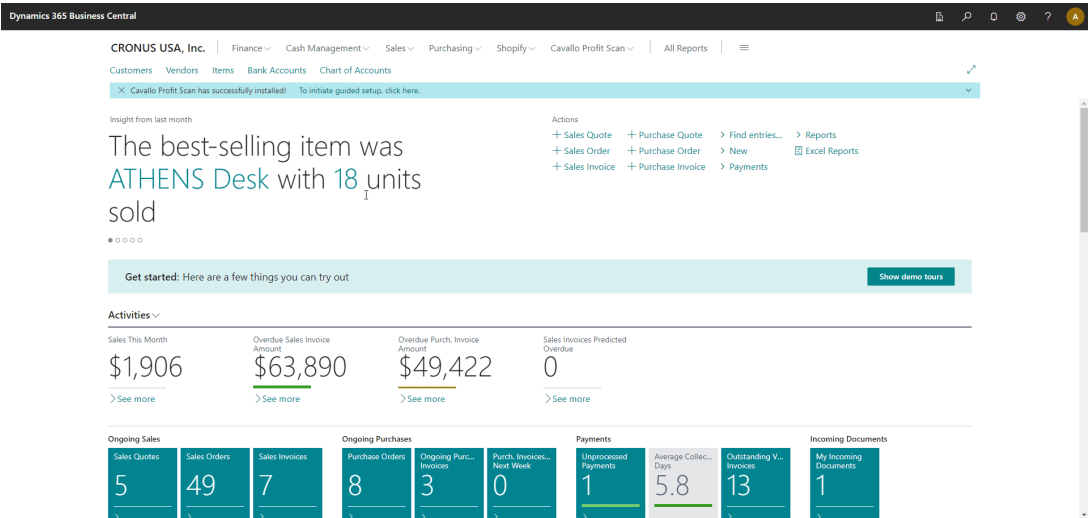 Dynamics 365 Business Central
A
CRONUS USA, Inc. Finance Cash Management Sales Purchasing Shopify Cavallo Profit Scan All Reports
Customers Vendors Items Bank Accounts Chart of Accounts
Cavallo Profit Scan has successfully installed! To initiate guided setup, click here.
Insight from last month
The best-selling item was
ATHENS Desk with 18 units
sold
Actions
+ Sales Quote + Purchase Quote > Find entries... > Reports
+ Sales Order + Purchase Order > New Excel Reports
+ Sales Invoice + Purchase Invoice > Payments
Get started: Here are a few things you can try out
Show demo tours
Activities
Sales This Month
$1,906
>See more
Overdue Sales Invoice
Amount
$63,890
>See more
Overdue Purch. Invoice
Amount
$49,422
>See more
Sales Invoices Predicted
Overdue
0
>See more
Ongoing Sales
Sales Quotes
5
Sales Orders
49
Sales Invoices
7
Ongoing Purchases
Purchase Orders
8
Ongoing Purc...
Invoices
3
Purch. Invoices...
Next Week
0
Payments
Unprocessed
Payments
1
Average Collec...
Days
5.8
Outstanding V...
Invoices
13
Incoming Documents
My Incoming
Documents
1